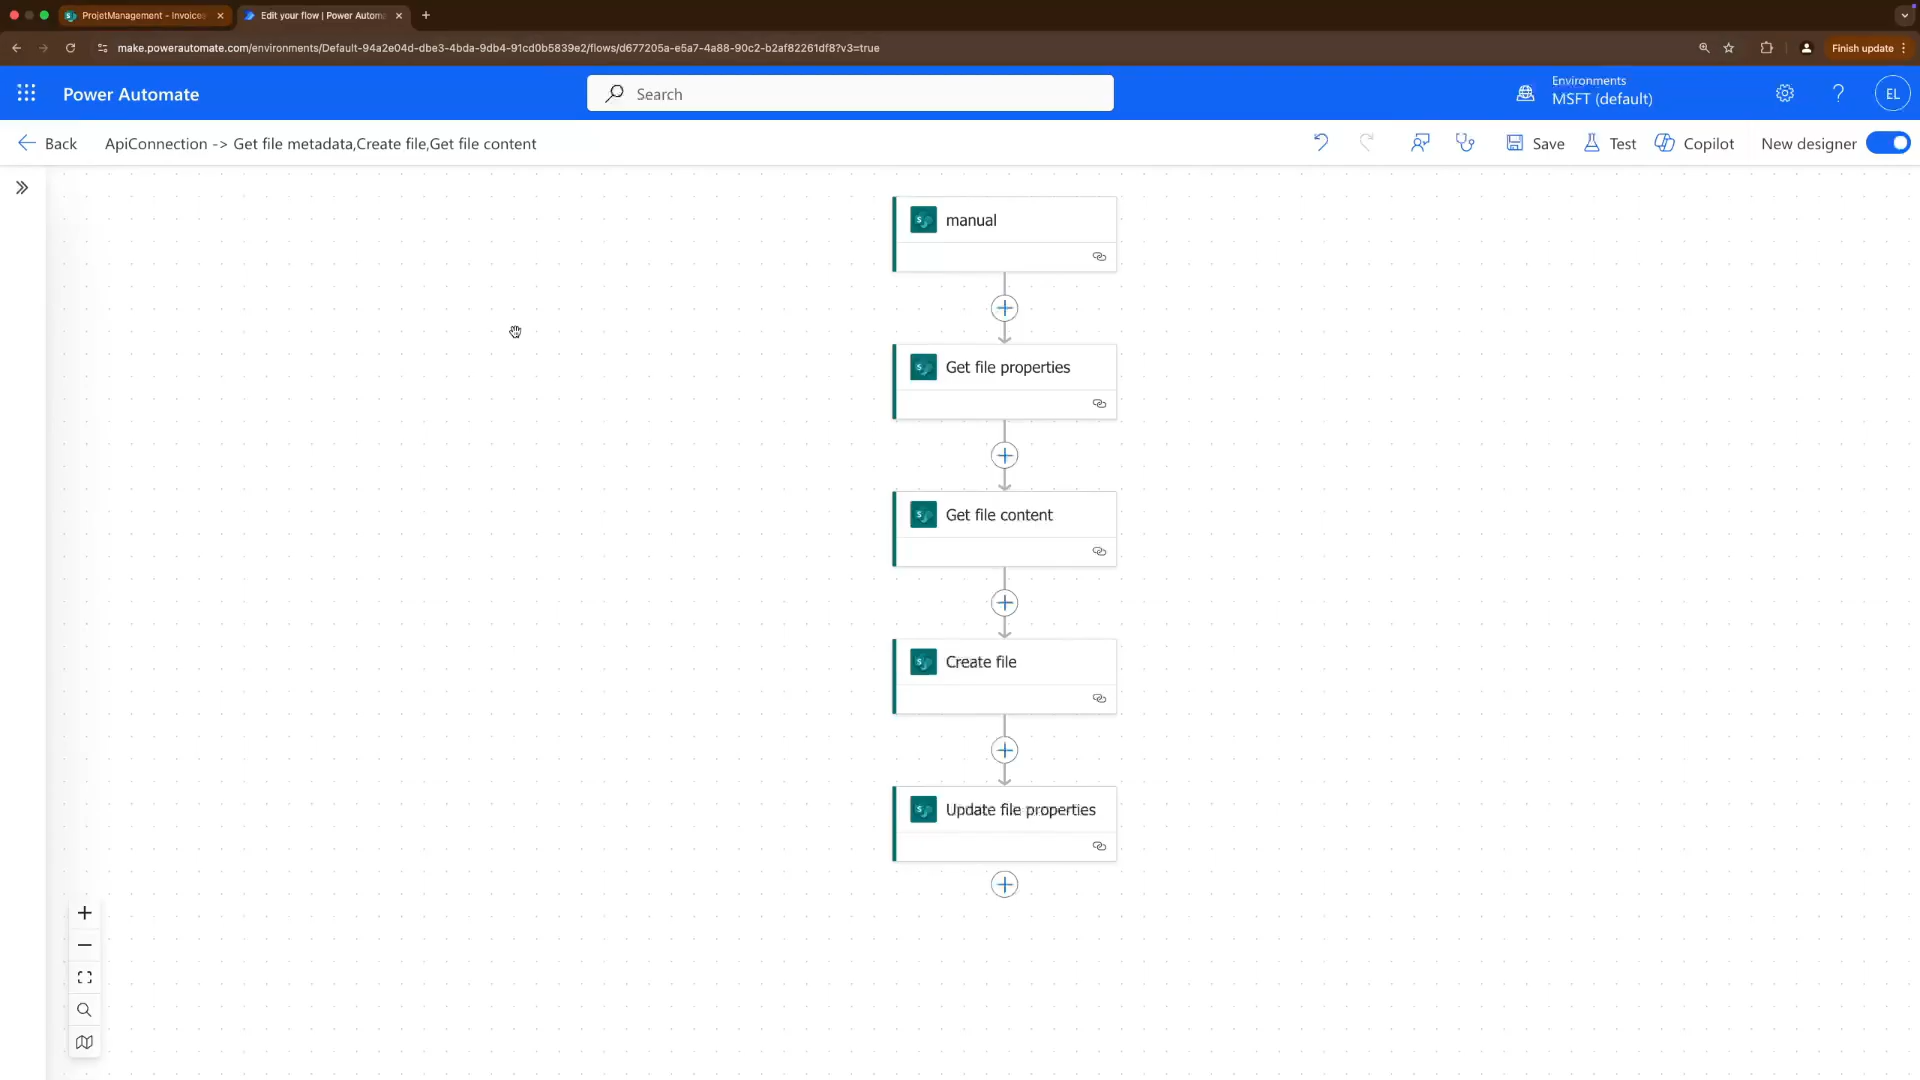 ProjetManagement - Invoices
Edit your flow | Power Automa
make.powerautomate.com/environments/Default-94a2e04d-dbe3-4bda-9db4-91cd0b5839e2/flows/d677205a-e5a7-4a88-90c2-b2af82261df8?v3=true
Finish update
Power Automate
Search
Environments
MSFT (default)
EL
Back
ApiConnection -> Get file metadata,Create file,Get file content
Save
Test
Copilot
New designer
manual
Get file properties
Get file content
Create file
Update file properties